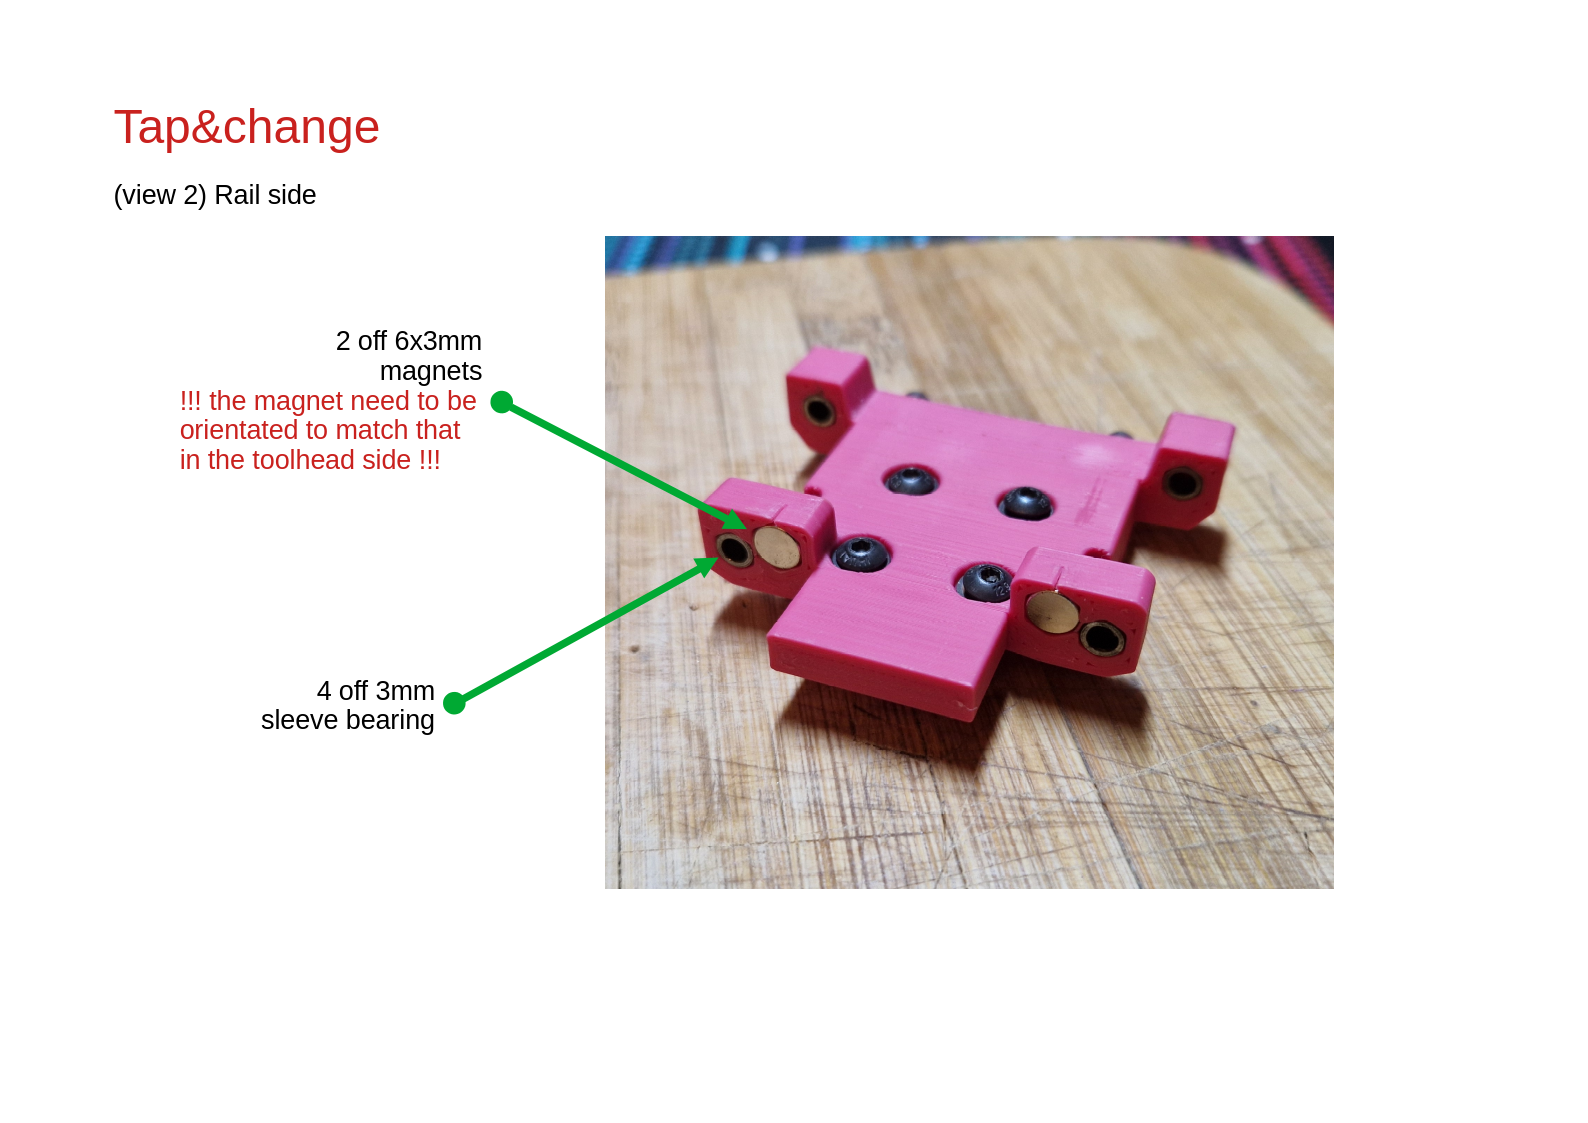 Tap&change
(view 2) Rail side
2 off 6x3mm
magnets
!!! the magnet need to be
orientated to match that
in the toolhead side !!!
4 off 3mm
sleeve bearing